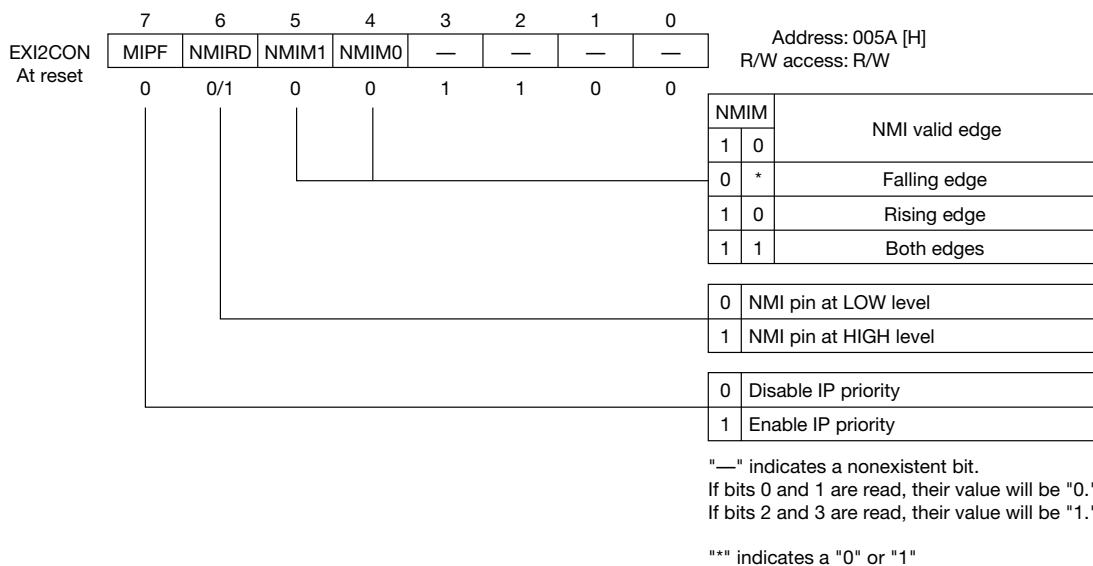 7 6 5 4 3 2 1 0
EXI2CON MIPF NMIRD NMIM1 NMIM0 — — — —
At reset 0 0/1 0 0 1 1 0 0
Address: 005A [H]
R/W access: R/W
NMIM NMI valid edge
1 0
0 * Falling edge
1 0 Rising edge
1 1 Both edges
0 NMI pin at LOW level
1 NMI pin at HIGH level
0 Disable IP priority
1 Enable IP priority
"—" indicates a nonexistent bit.
If bits 0 and 1 are read, their value will be "0."
If bits 2 and 3 are read, their value will be "1."
"*" indicates a "0" or "1"